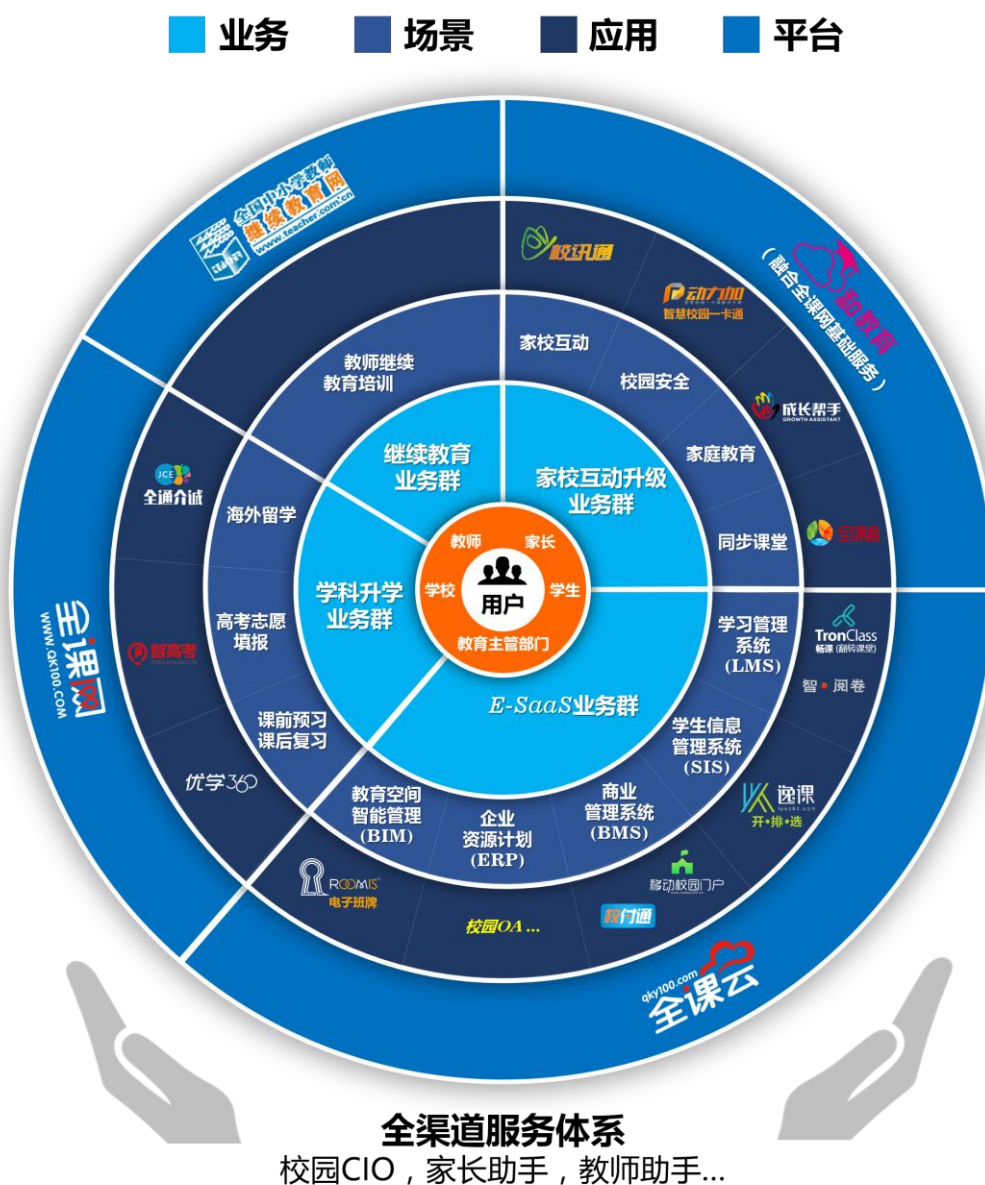 业务
场景
应用
平台
全国中小学教师
继续教育网
www.teacher.com.cn
和教育
(融合全课网基础服务)
校讯通
动力加
智慧校园一卡通
成长帮手
GROWTH ASSISTANT
教师继续
教育培训
家校互动
校园安全
家庭教育
同步课堂
继续教育
业务群
家校互动升级
业务群
JCE
全通介诚
海外留学
高考志愿
填报
课前预习
课后复习
智高考
优学360
全课网
WWW.QK100.COM
学科升学
业务群
教师
家长
学校
学生
用户
教育主管部门
E-SaaS业务群
学习管理
系统
(LMS)
学生信息
管理系统
(SIS)
商业
管理系统
(BMS)
企业
资源计划
(ERP)
教育空间
智能管理
(BIM)
TronClass
畅课 (翻转课堂)
智•阅卷
逸课
开•排•选
移动校园门户
校付通
校园OA ...
ROOMIS
电子班牌
qky100.com
全课云
全渠道服务体系
校园CIO，家长助手，教师助手...